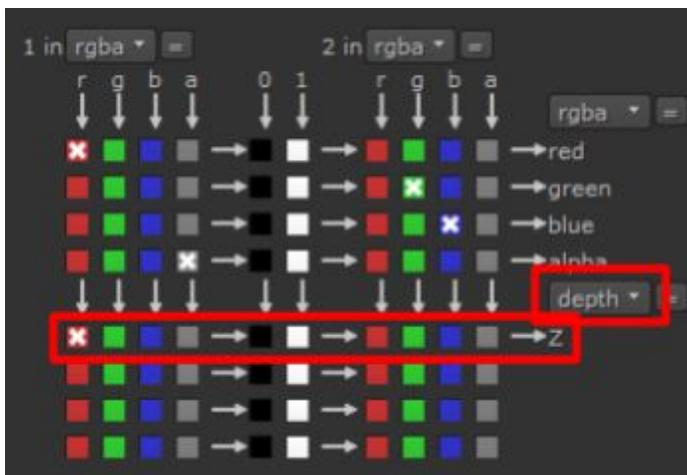 1 in rgba = 2 in rgba =
r g b a 0 1 r g b a
rgba =
red
green
blue
alpha
depth =
Z